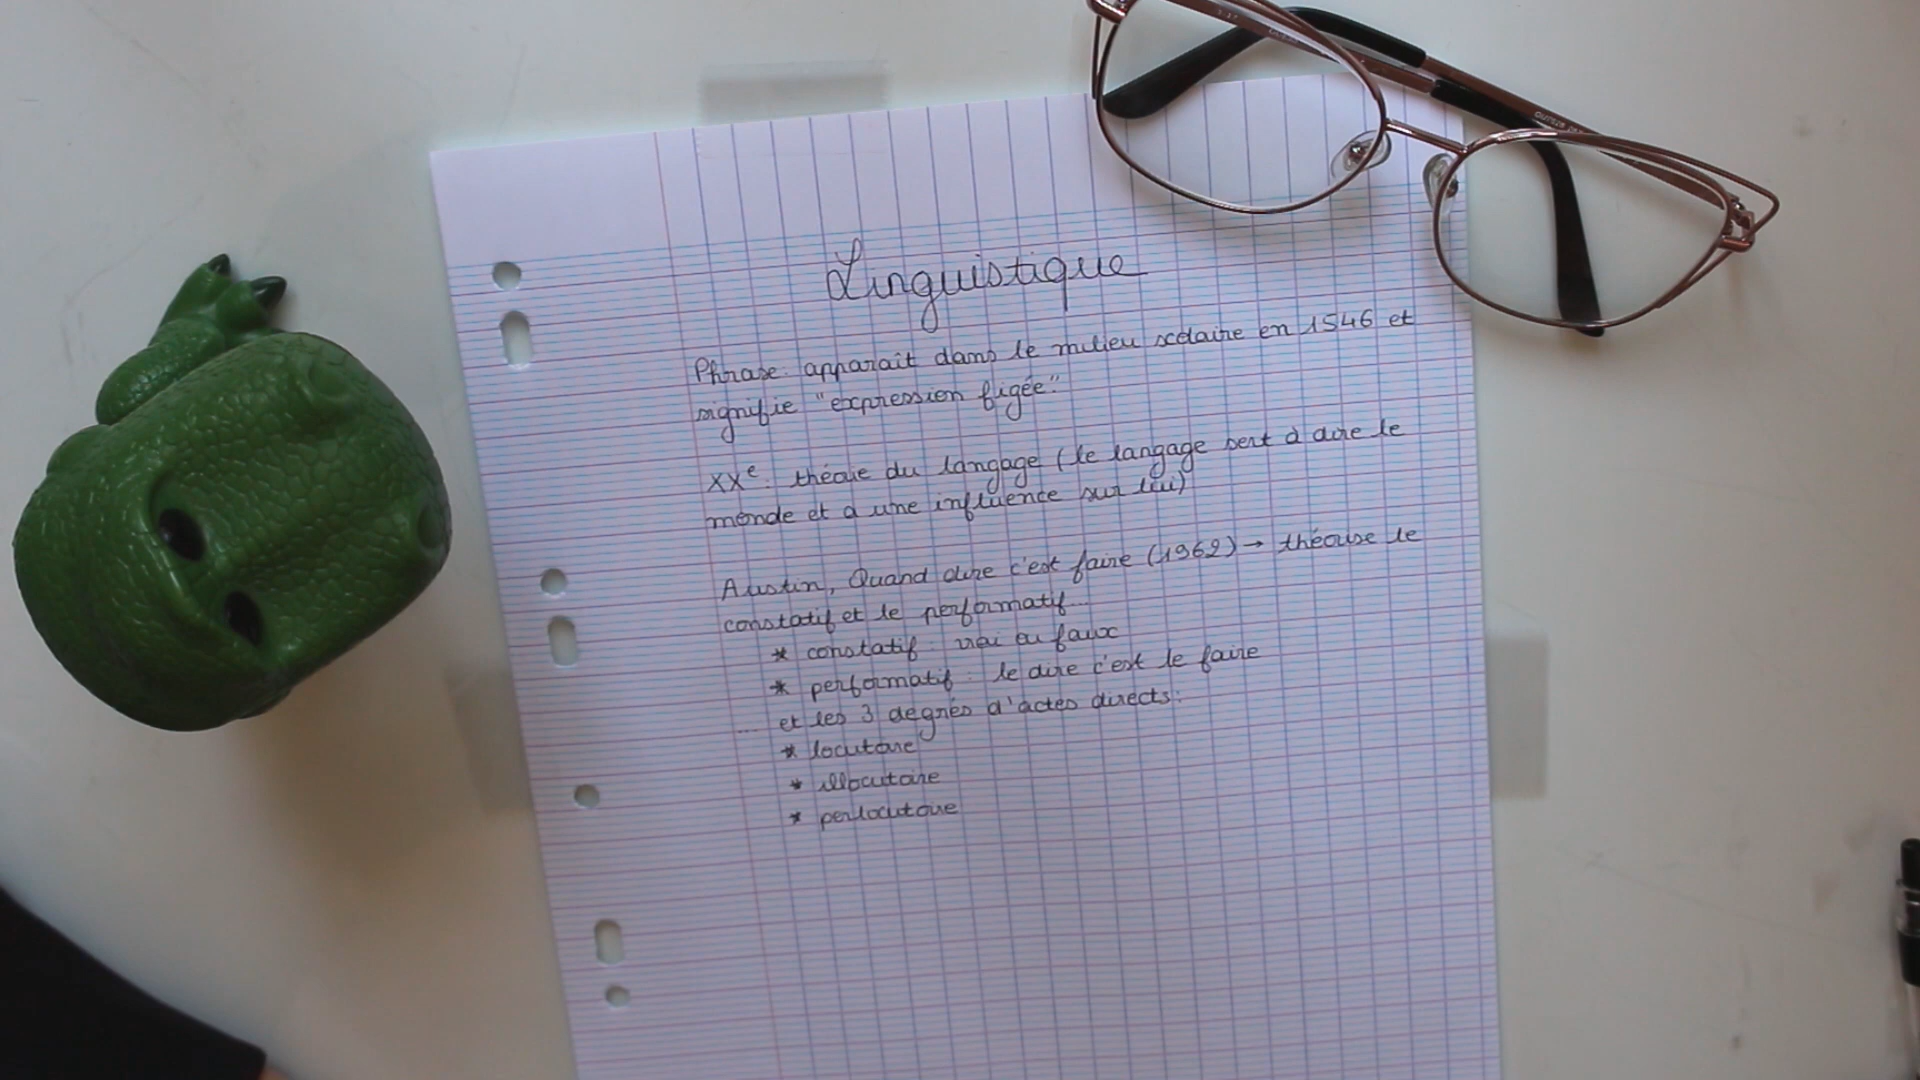 Linguistique
Phrase : apparaît dans le milieu scolaire en 1546 et
signifie "expression figée".
XXe : théorie du langage (le langage sert à dire le
monde et a une influence sur lui)
Austin, Quand dire c'est faire (1962) → théorise le
constatif et le performatif...
* constatif : vrai ou faux
* performatif : le dire c'est le faire
... et les 3 degrés d'actes directs :
* locutoire
* illocutoire
* perlocutoire